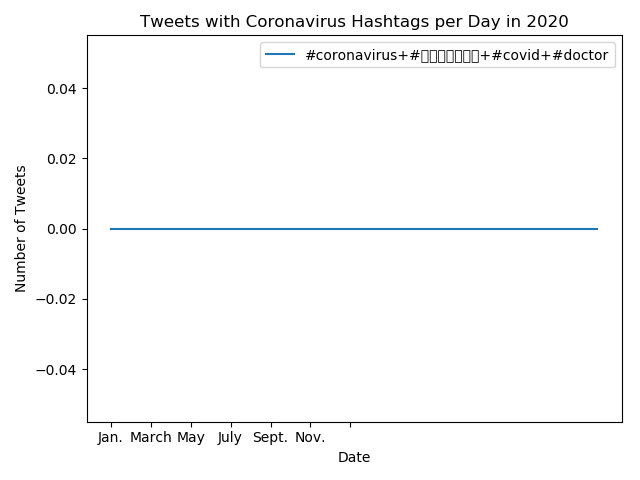 Tweets with Coronavirus Hashtags per Day in 2020
#coronavirus+#▯▯▯▯▯▯▯+#covid+#doctor
0.04
0.02
0.00
−0.02
−0.04
Number of Tweets
Jan. March May July Sept. Nov.
Date